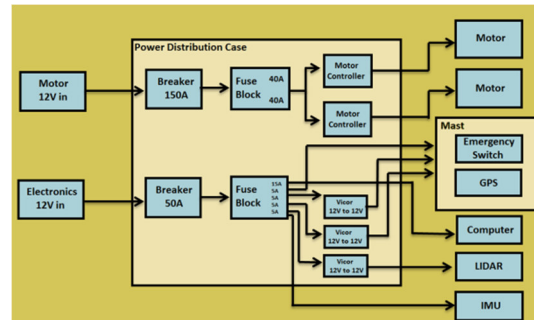 Power Distribution Case
Motor
12V in
Breaker
150A
Fuse
Block
40A
40A
Motor
Controller
Motor
Controller
Motor
Motor
Mast
Emergency
Switch
GPS
Electronics
12V in
Breaker
50A
Fuse
Block
15A
5A
5A
5A
5A
Vicor
12V to 12V
Vicor
12V to 12V
Vicor
12V to 12V
Computer
LIDAR
IMU